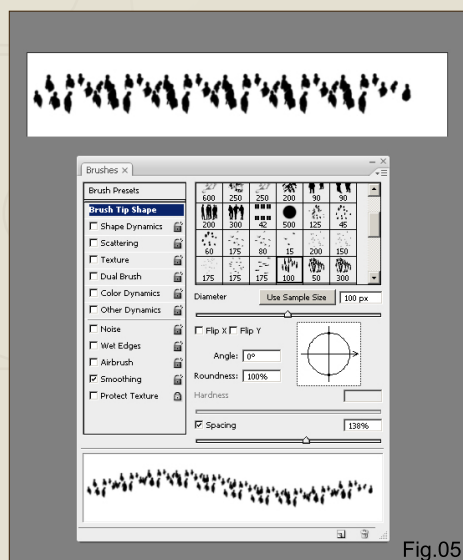 Brushes ×
Brush Presets
Brush Tip Shape
Shape Dynamics
Scattering
Texture
Dual Brush
Color Dynamics
Other Dynamics
Noise
Wet Edges
Airbrush
Smoothing
Protect Texture
600 250 250 200 90 90
200 300 42 500 125 45
60 175 80 15 200 150
175 175 175 100 50 300
Diameter Use Sample Size 100 px
Flip X Flip Y
Angle: 0°
Roundness: 100%
Hardness
Spacing 138%
Fig.05